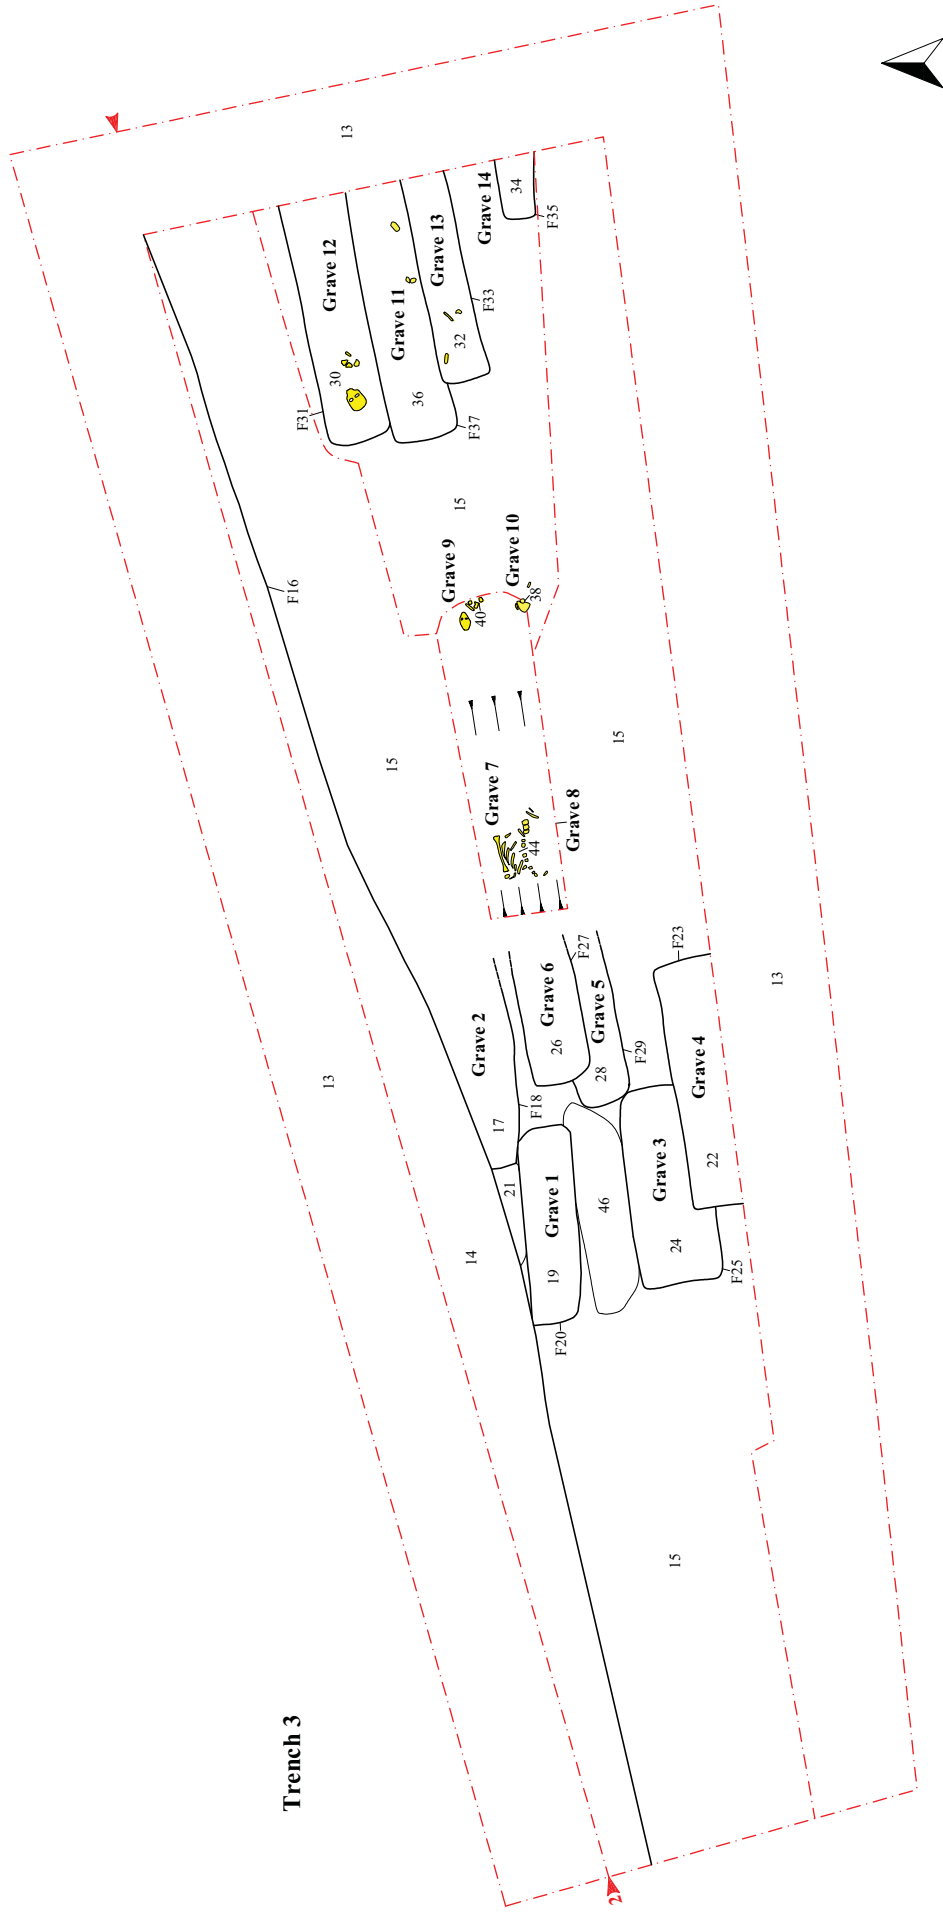 Trench 3
13
13
13
14
15
15
15
15
F16
Grave 12
30
F31
Grave 11
36
F37
Grave 13
32
F33
Grave 14
34
F35
Grave 9
40
Grave 10
38
Grave 7
44
Grave 8
Grave 2
17
F18
21
Grave 6
26
F27
Grave 5
28
F29
Grave 1
19
F20
46
Grave 3
24
F25
Grave 4
22
F23
2